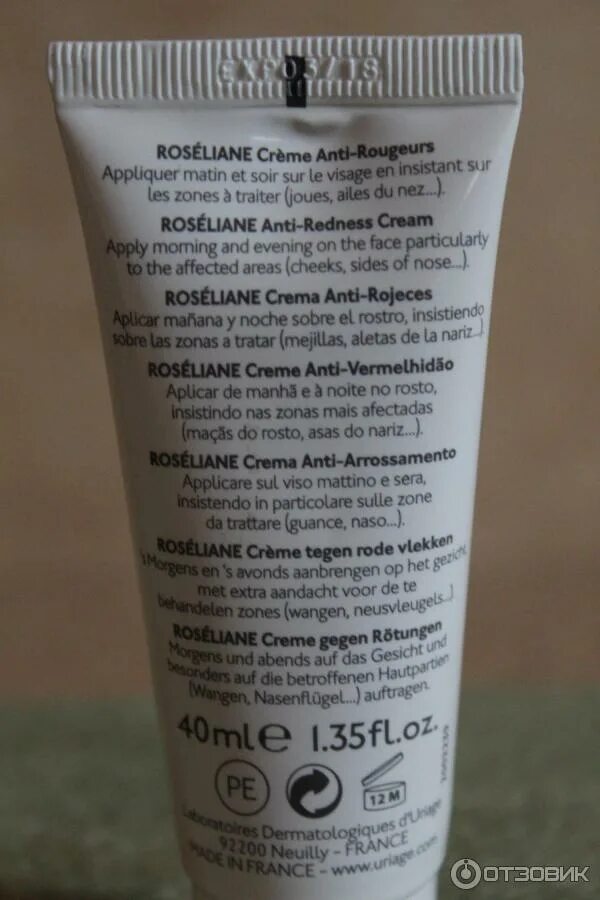 EXP03/18
ROSÉLIANE Crème Anti-Rougeurs
Appliquer matin et soir sur le visage en insistant sur
les zones à traiter (joues, ailes du nez...).
ROSÉLIANE Anti-Redness Cream
Apply morning and evening on the face particularly
to the affected areas (cheeks, sides of nose...).
ROSÉLIANE Crema Anti-Rojeces
Aplicar mañana y noche sobre el rostro, insistiendo
sobre las zonas a tratar (mejillas, aletas de la nariz...)
ROSÉLIANE Creme Anti-Vermelhidão
Aplicar de manhã e à noite no rosto,
insistindo nas zonas mais afectadas
(maçãs do rosto, asas do nariz...).
ROSÉLIANE Crema Anti-Arrossamento
Applicare sul viso mattino e sera,
insistendo in particolare sulle zone
da trattare (guance, naso...).
ROSÉLIANE Crème tegen rode vlekken
's Morgens en 's avonds aanbrengen op het gezicht,
met extra aandacht voor de te
behandelen zones (wangen, neusvleugels...)
ROSÉLIANE Creme gegen Rötungen
Morgens und abends auf das Gesicht und
besonders auf die betroffenen Hautpartien
(Wangen, Nasenflügel...) auftragen.
40ml e 1.35fl.oz.
PE
12 M
Laboratoires Dermatologiques d'Uriage
92200 Neuilly - FRANCE
MADE IN FRANCE - www.uriage.com
ОТЗОВИК